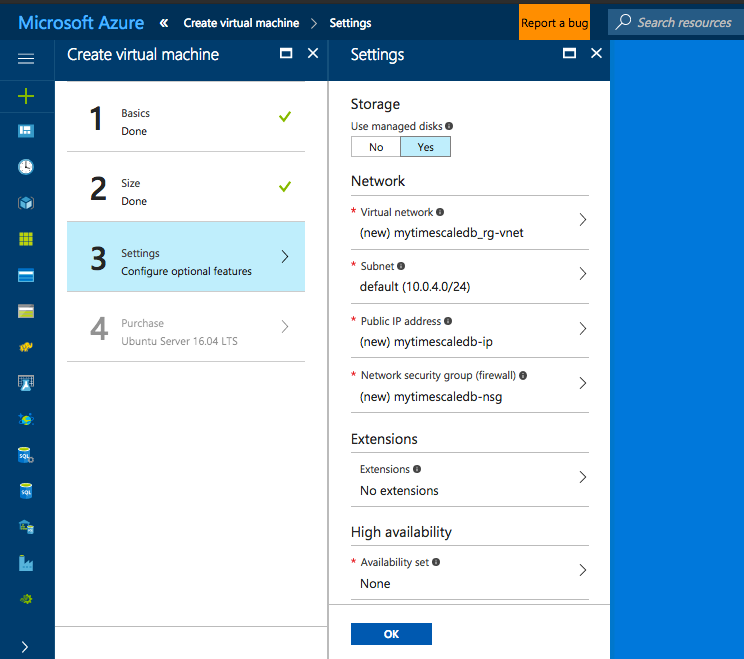 Microsoft Azure « Create virtual machine > Settings Report a bug Search resources
Create virtual machine
1 Basics
Done
2 Size
Done
3 Settings
Configure optional features
4 Purchase
Ubuntu Server 16.04 LTS
Settings
Storage
Use managed disks
No Yes
Network
* Virtual network
(new) mytimescaledb_rg-vnet
* Subnet
default (10.0.4.0/24)
* Public IP address
(new) mytimescaledb-ip
* Network security group (firewall)
(new) mytimescaledb-nsg
Extensions
Extensions
No extensions
High availability
* Availability set
None
OK
SQL
SQL